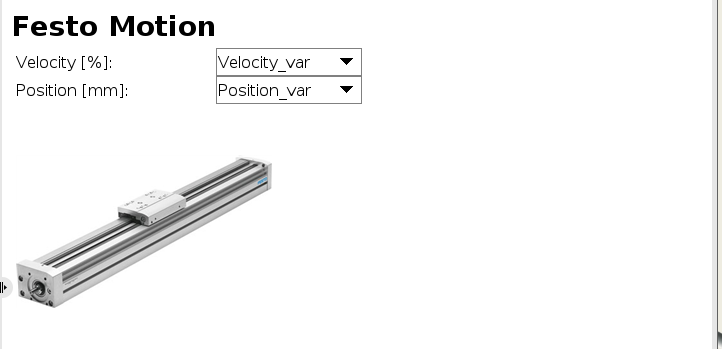 Festo Motion
Velocity [%]: Velocity_var
Position [mm]: Position_var